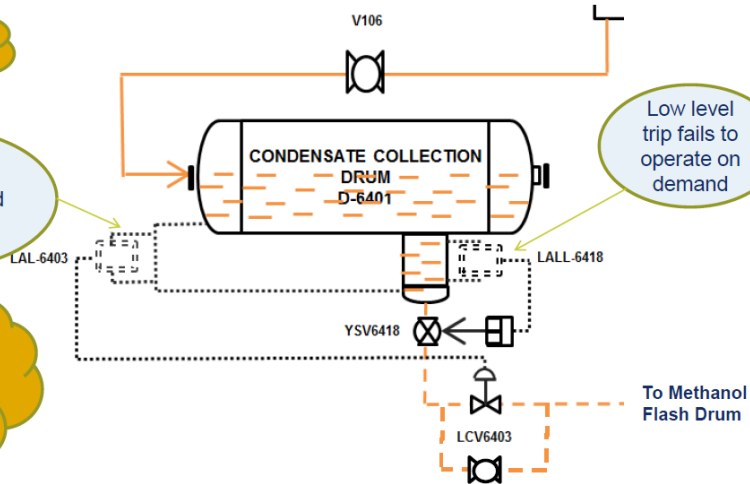 V106
Low level
trip fails to
operate on
demand
CONDENSATE COLLECTION
DRUM
D-6401
LAL-6403
LALL-6418
YSV6418
To Methanol
Flash Drum
LCV6403